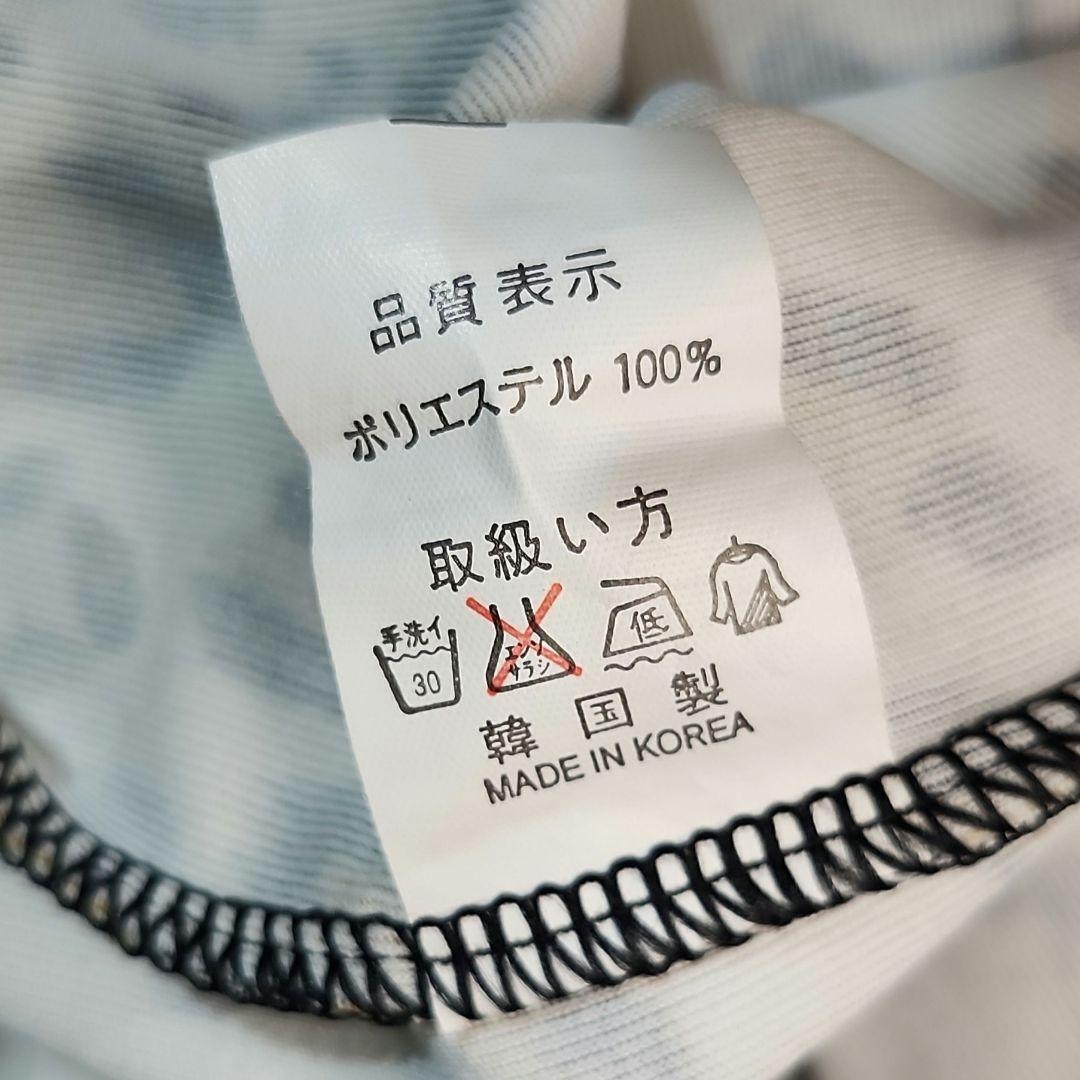 品質表示
ポリエステル 100%
取級い方
手洗イ 30 エンソサラシ 低
韓国製
MADE IN KOREA